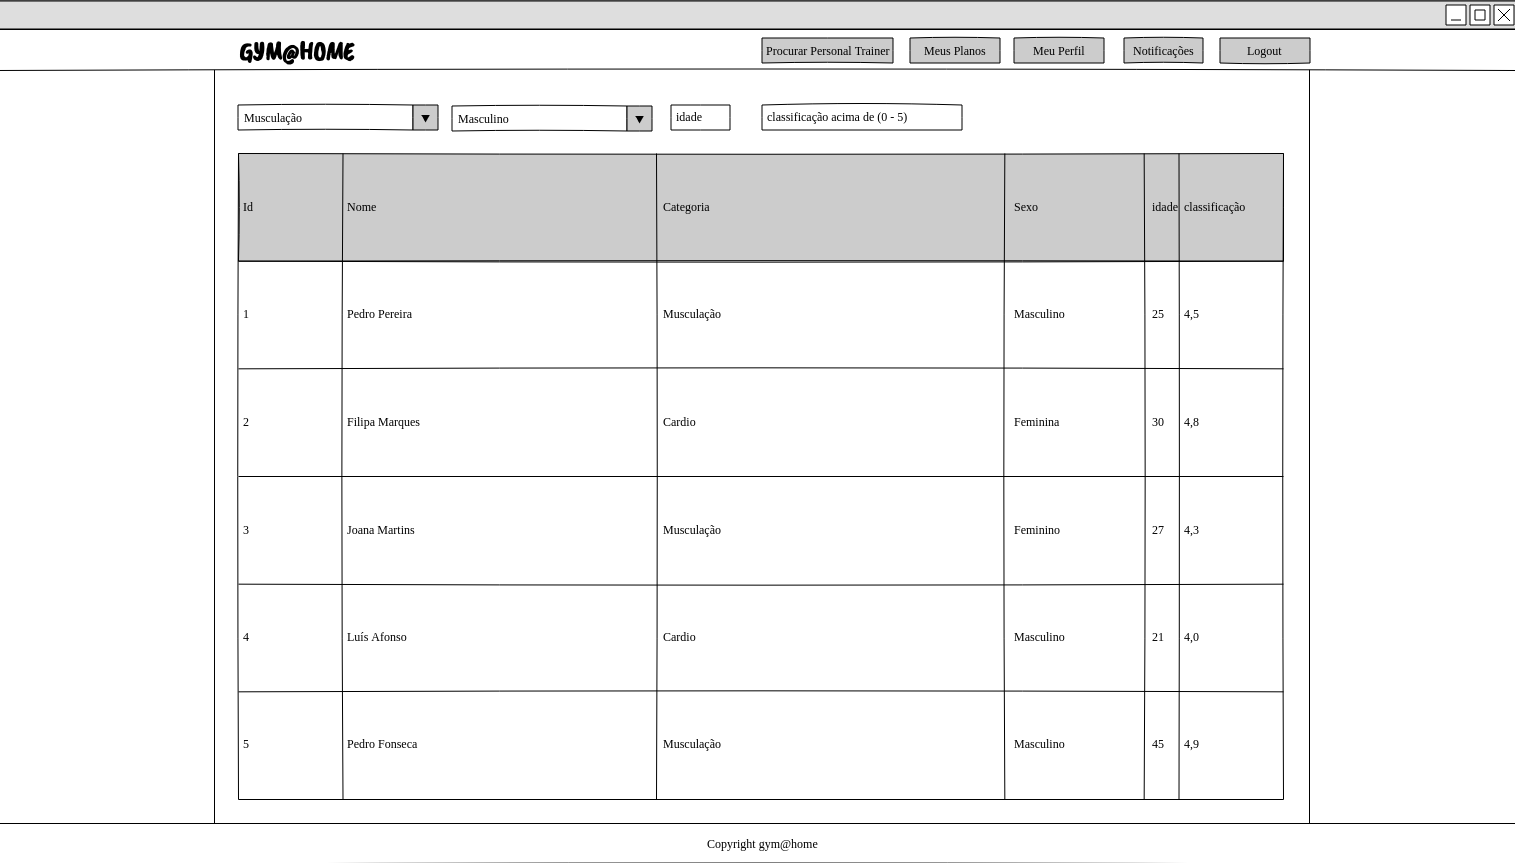 GYM@HOME Procurar Personal Trainer Meus Planos Meu Perfil Notificações Logout
Musculação Masculino idade classificação acima de (0 - 5)
Id Nome Categoria Sexo idade classificação
1 Pedro Pereira Musculação Masculino 25 4,5
2 Filipa Marques Cardio Feminina 30 4,8
3 Joana Martins Musculação Feminino 27 4,3
4 Luís Afonso Cardio Masculino 21 4,0
5 Pedro Fonseca Musculação Masculino 45 4,9
Copyright gym@home